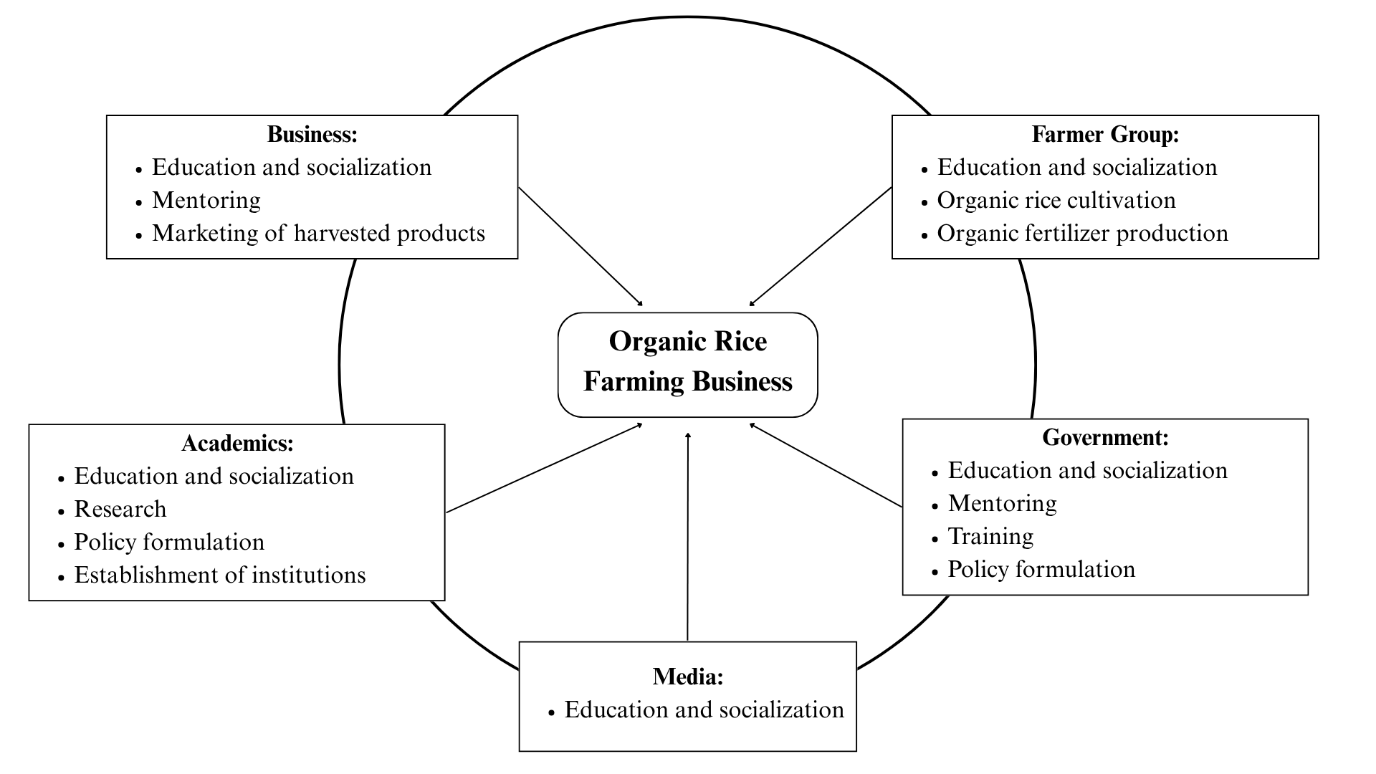 Business:
• Education and socialization
• Mentoring
• Marketing of harvested products
Farmer Group:
• Education and socialization
• Organic rice cultivation
• Organic fertilizer production
Organic Rice
Farming Business
Academics:
• Education and socialization
• Research
• Policy formulation
• Establishment of institutions
Government:
• Education and socialization
• Mentoring
• Training
• Policy formulation
Media:
• Education and socialization